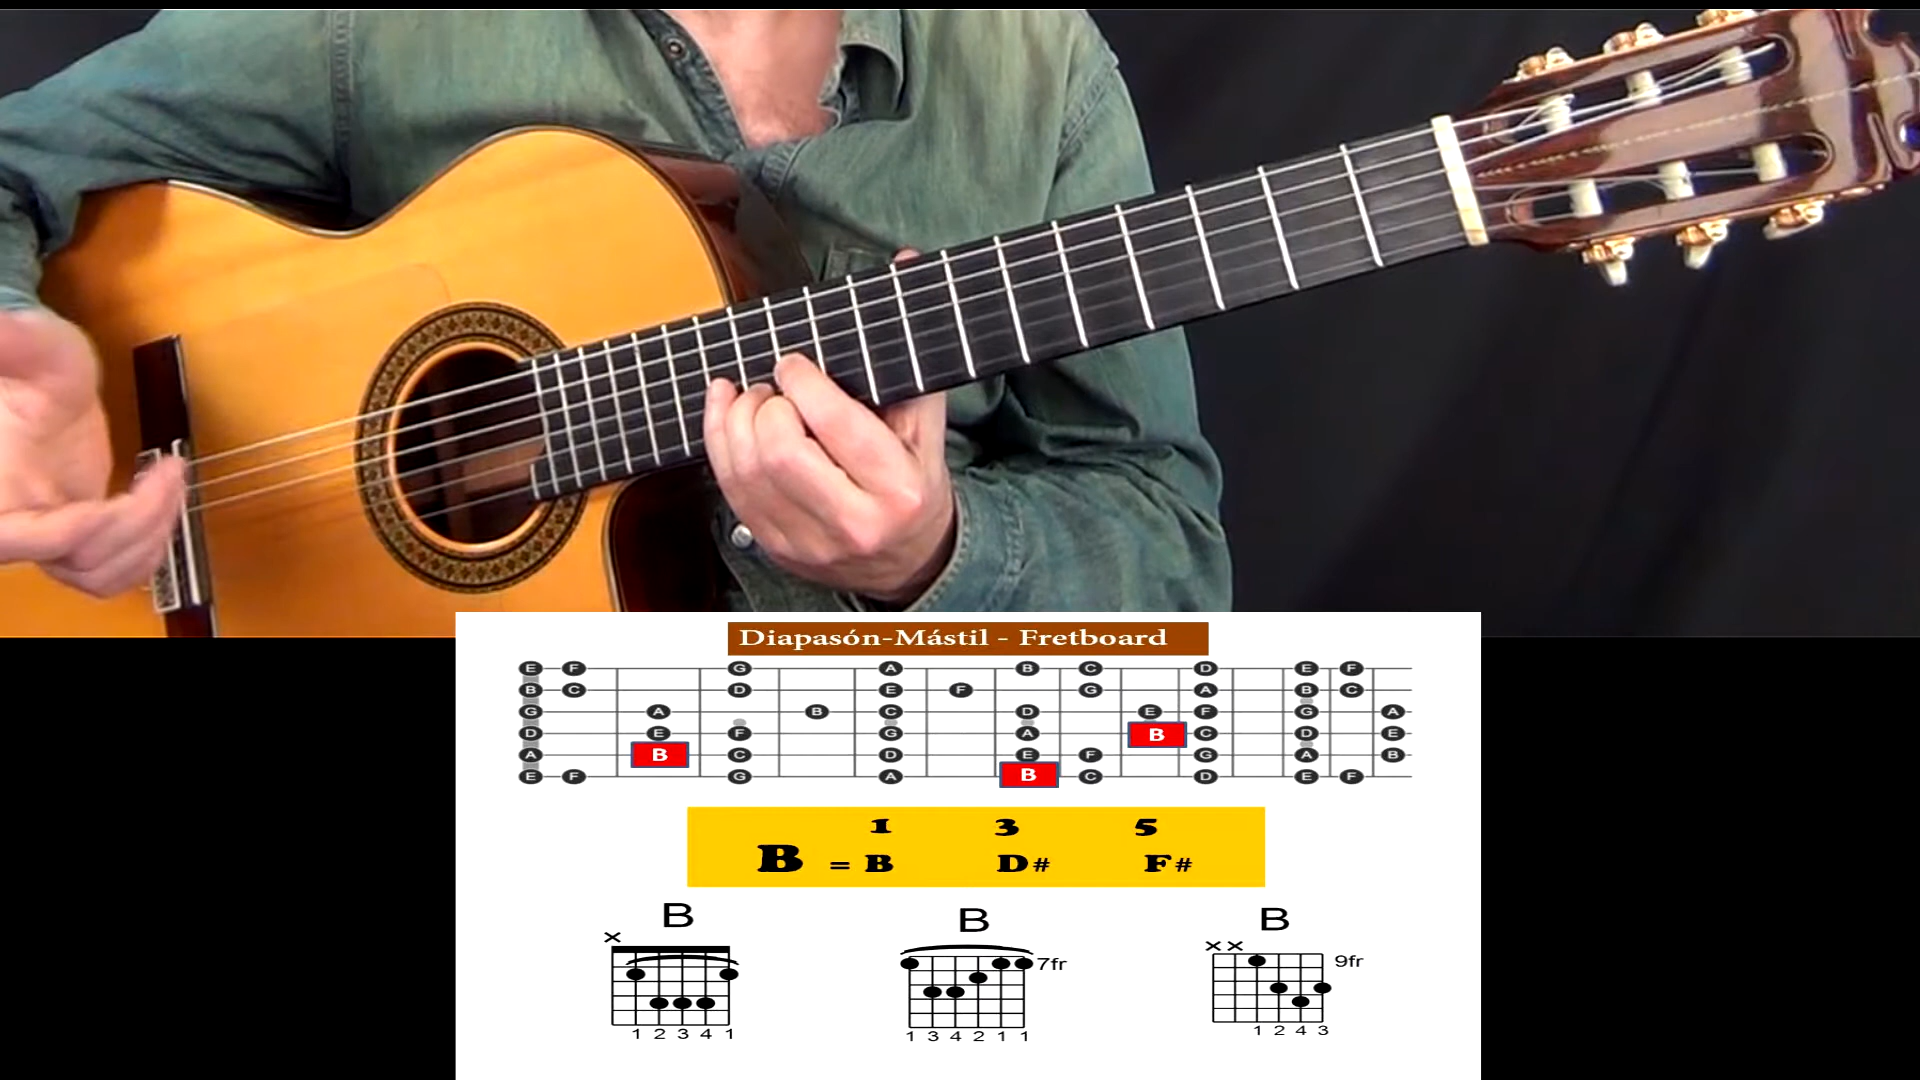 Diapasón-Mástil - Fretboard
E F G A B C D E F
B C D E F G A B C
G A B C D E F G A
D E F G A B C D E
A B C D E F G A B
E F G A B C D E F
1 3 5
B = B D# F#
B B B
x
x x
7fr
9fr
1 2 3 4 1
1 3 4 2 1 1
1 2 4 3